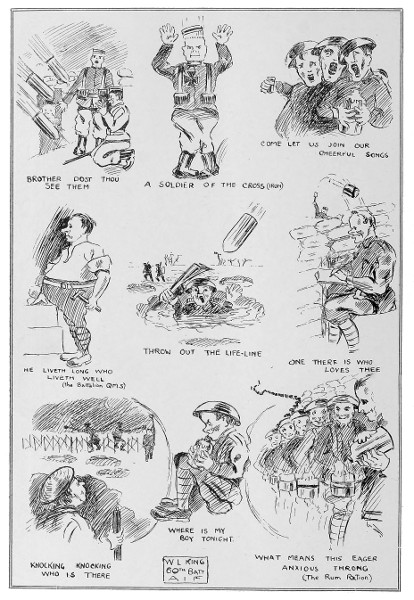 BROTHER DOST THOU
SEE THEM
A SOLDIER OF THE CROSS (IRON)
COME LET US JOIN OUR
CHEERFUL SONGS
HE LIVETH LONG WHO
LIVETH WELL
(the Battalion QMS)
THROW OUT THE LIFE-LINE
ONE THERE IS WHO
LOVES THEE
KNOCKING KNOCKING
WHO IS THERE
WHERE IS MY
BOY TONIGHT.
W L KING
60TH BATN
A I F
WHAT MEANS THIS EAGER
ANXIOUS THRONG
(The Rum Ration)